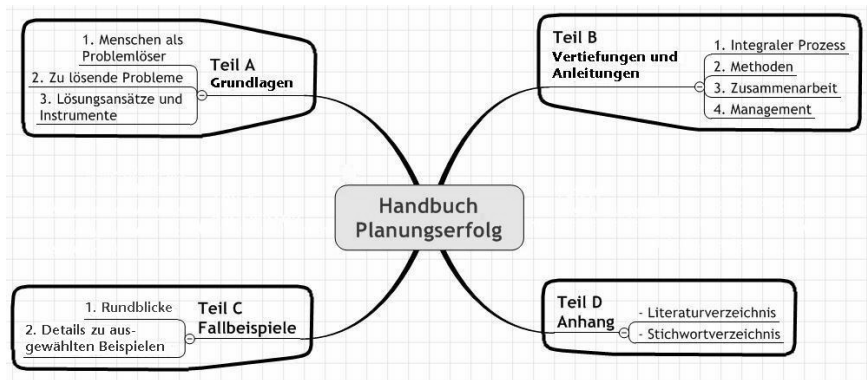 Teil A
Grundlagen
1. Menschen als
Problemlöser
2. Zu lösende Probleme
3. Lösungsansätze und
Instrumente
Teil B
Vertiefungen und
Anleitungen
1. Integraler Prozess
2. Methoden
3. Zusammenarbeit
4. Management
Handbuch
Planungserfolg
Teil C
Fallbeispiele
1. Rundblicke
2. Details zu aus-
gewählten Beispielen
Teil D
Anhang
- Literaturverzeichnis
- Stichwortverzeichnis